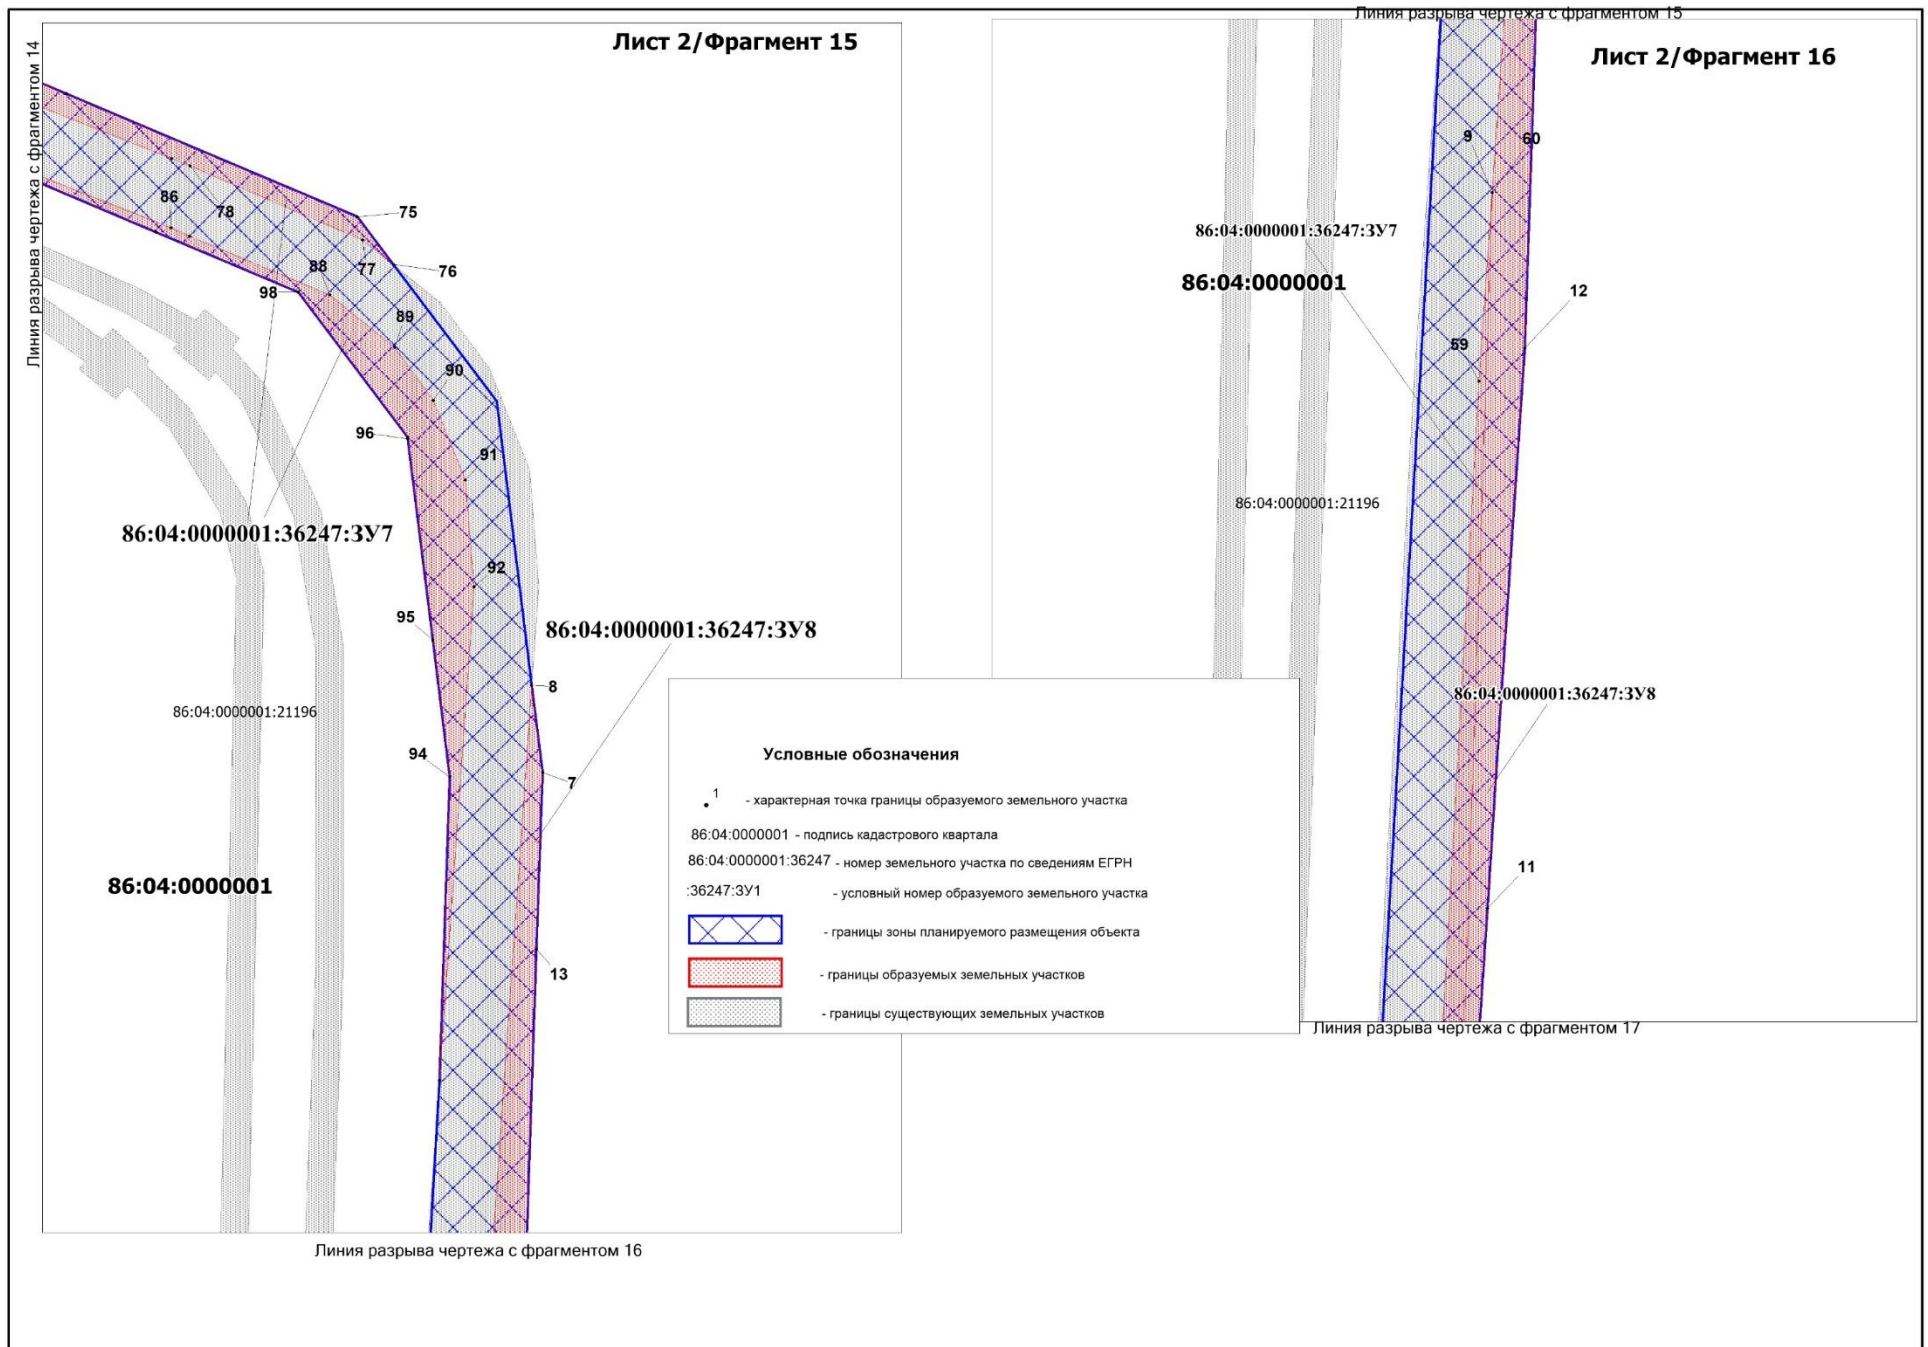 Лист 2/Фрагмент 15
Линия разрыва чертежа с фрагментом 14
86
78
75
77
76
88
98
89
90
96
91
86:04:0000001:36247:ЗУ7
92
95
86:04:0000001:36247:ЗУ8
8
86:04:0000001:21196
94
7
86:04:0000001
13
Линия разрыва чертежа с фрагментом 16
Линия разрыва чертежа с фрагментом 15
Лист 2/Фрагмент 16
9
60
86:04:0000001:36247:ЗУ7
86:04:0000001
12
59
86:04:0000001:21196
86:04:0000001:36247:ЗУ8
11
Линия разрыва чертежа с фрагментом 17
Условные обозначения
1 - характерная точка границы образуемого земельного участка
86:04:0000001 - подпись кадастрового квартала
86:04:0000001:36247 - номер земельного участка по сведениям ЕГРН
:36247:ЗУ1 - условный номер образуемого земельного участка
- границы зоны планируемого размещения объекта
- границы образуемых земельных участков
- границы существующих земельных участков